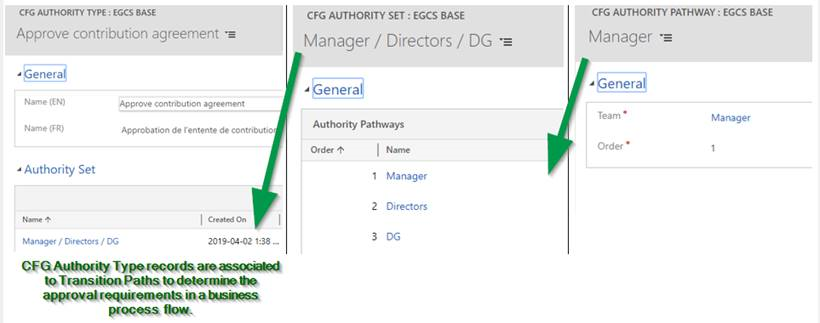 CFG AUTHORITY TYPE : EGCS BASE
Approve contribution agreement
General
Name (EN) Approve contribution agreement
Name (FR) Approbation de l'entente de contribution
Authority Set
Name Created On
Manager / Directors / DG 2019-04-02 1:38 ...
CFG Authority Type records are associated
to Transition Paths to determine the
approval requirements in a business
process flow.
CFG AUTHORITY SET : EGCS BASE
Manager / Directors / DG
General
Authority Pathways
Order Name
1 Manager
2 Directors
3 DG
CFG AUTHORITY PATHWAY : EGCS BASE
Manager
General
Team * Manager
Order * 1